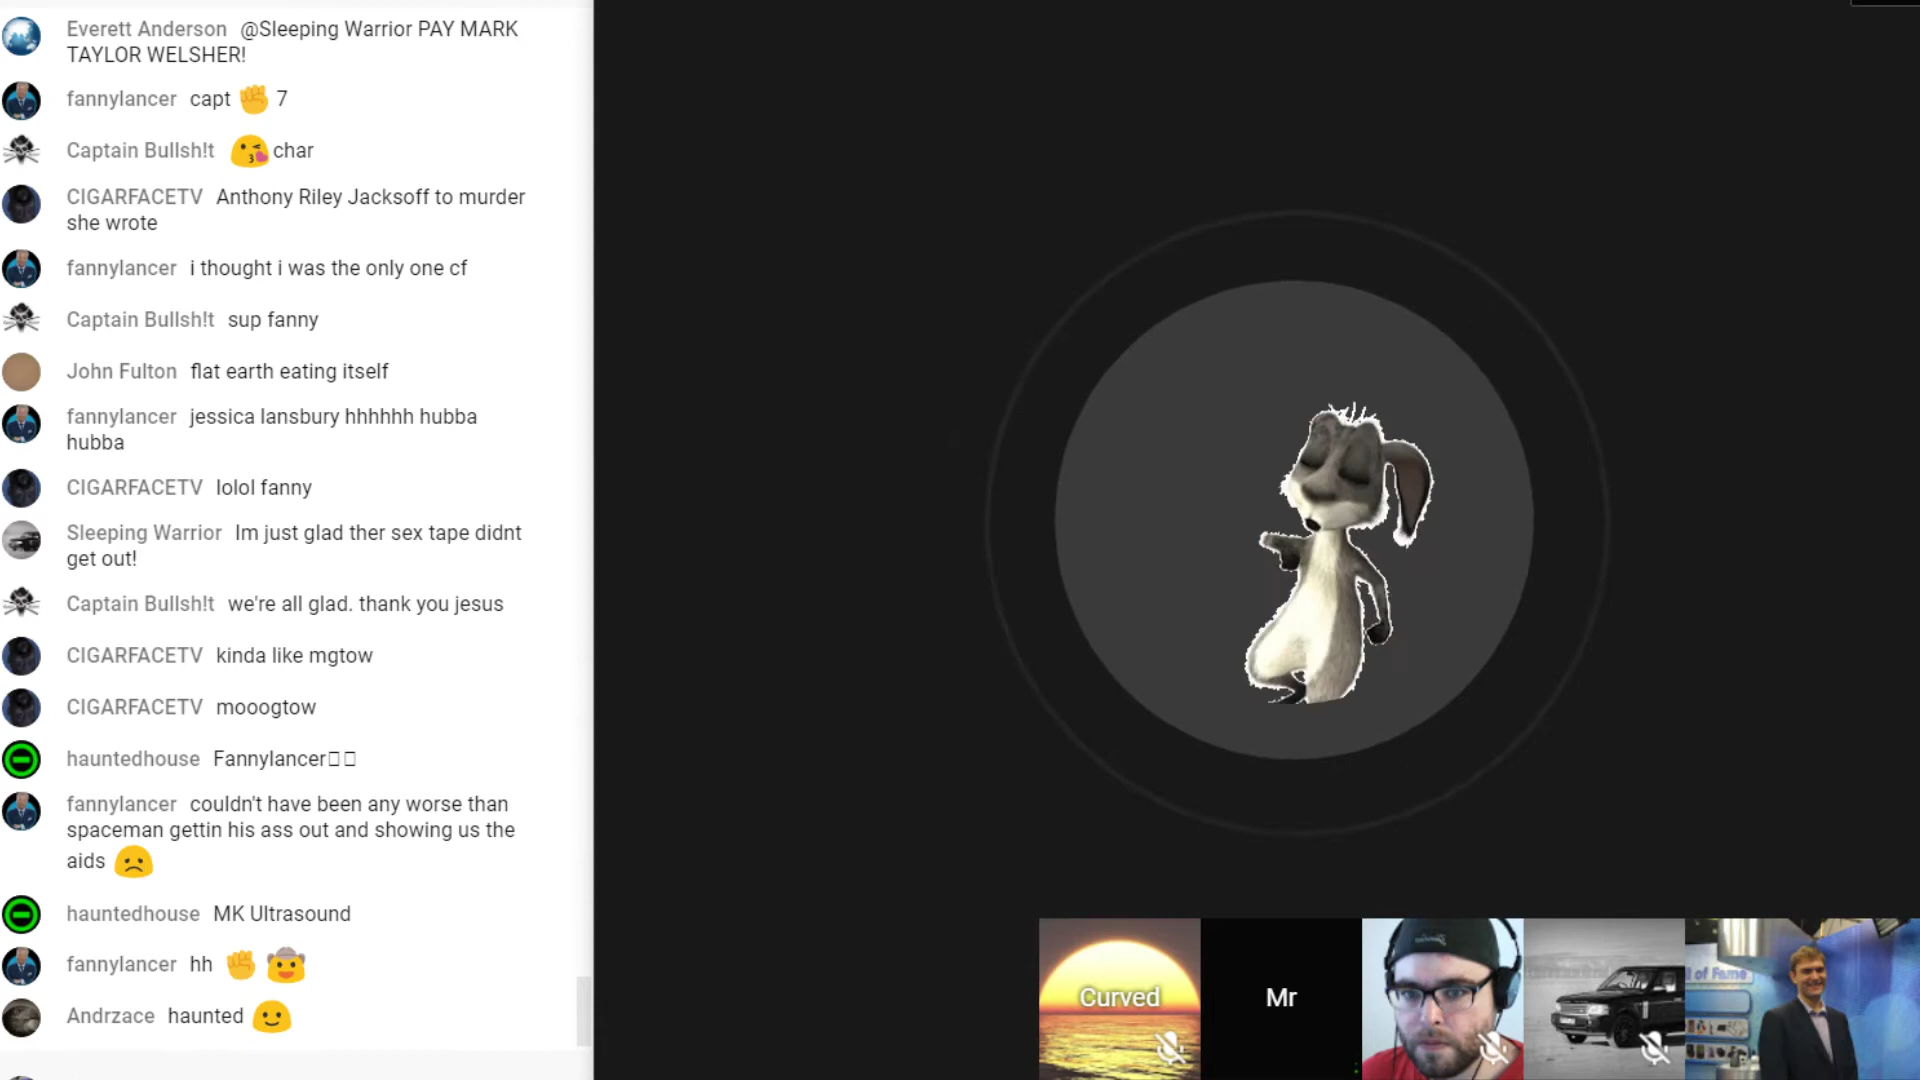 Everett Anderson @Sleeping Warrior PAY MARK
TAYLOR WELSHER!
fannylancer capt ✊ 7
Captain Bullsh!t 😘 char
CIGARFACETV Anthony Riley Jacksoff to murder
she wrote
fannylancer i thought i was the only one cf
Captain Bullsh!t sup fanny
John Fulton flat earth eating itself
fannylancer jessica lansbury hhhhhh hubba
hubba
CIGARFACETV lolol fanny
Sleeping Warrior Im just glad ther sex tape didnt
get out!
Captain Bullsh!t we're all glad. thank you jesus
CIGARFACETV kinda like mgtow
CIGARFACETV mooogtow
hauntedhouse Fannylancer
fannylancer couldn't have been any worse than
spaceman gettin his ass out and showing us the
aids ☹
hauntedhouse MK Ultrasound
fannylancer hh ✊ 🤠
Andrzace haunted 🙂
Curved
Mr
l of Fame